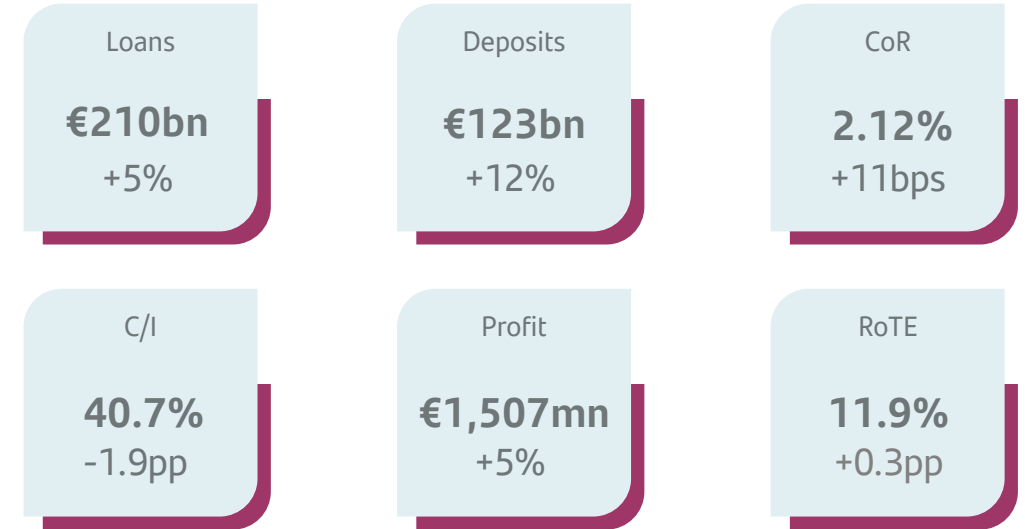 Loans
€210bn
+5%
Deposits
€123bn
+12%
CoR
2.12%
+11bps
C/I
40.7%
-1.9pp
Profit
€1,507mn
+5%
RoTE
11.9%
+0.3pp